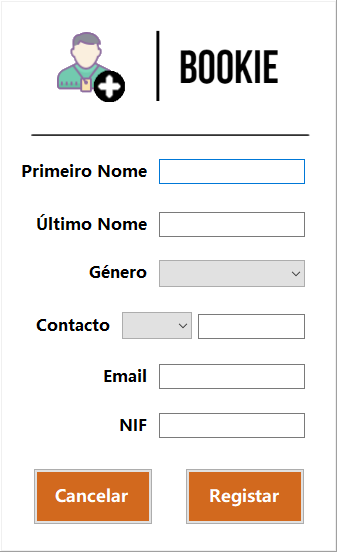 BOOKIE
Primeiro Nome
Último Nome
Género
Contacto
Email
NIF
Cancelar Registar